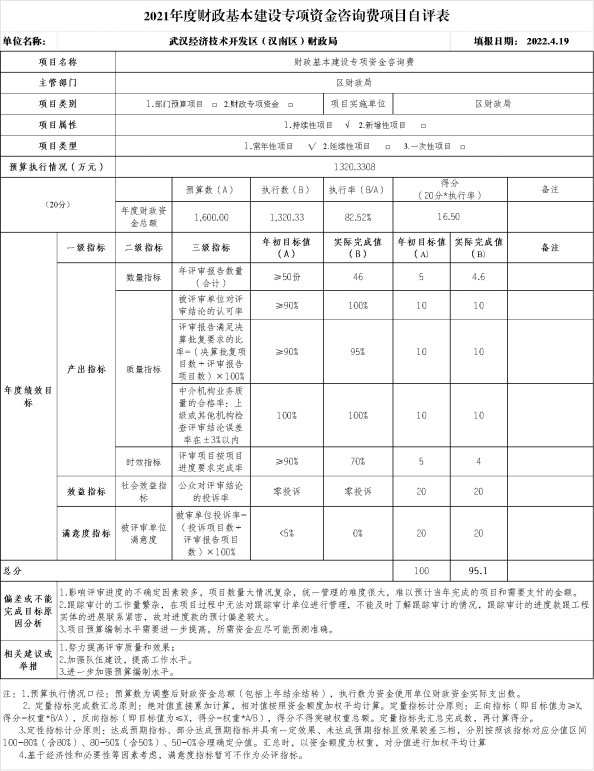 2021年度财政基本建设专项资金咨询费项目自评表
单位名称： 武汉经济技术开发区（汉南区）财政局 填报日期： 2022.4.19
项目名称 财政基本建设专项资金咨询费
主管部门 区财政局
项目类别 1.部门预算项目 □ 2.财政专项资金 □ 项目实施单位 区财政局
项目属性 1.持续性项目 √ 2.新增性项目 □
项目类型 1.常年性项目 √ 2.延续性项目 □ 3.一次性项目 □
预算执行情况（万元） 1320.3308
（20分） 预算数（A） 执行数（B） 执行率（B/A） 得分
（20分*执行率） 备注
年度财政资
金总额 1,600.00 1,320.33 82.52% 16.50
年度绩效目
标
一级指标 二级指标 三级指标 年初目标值
（A） 实际完成值
（B） 年初目标值
（A） 实际完成值
（B） 备注
产出指标
数量指标 年评审报告数量
（合计） ≥50份 46 5 4.6
质量指标
被评审单位对评
审结论的认可率 ≥90% 100% 10 10
评审报告满足决
算批复要求的比
率=（决算批复项
目数÷评审报告
项目数）×100% ≥90% 95% 10 10
中介机构业务质
量的合格率：上
级或其他机构检
查评审结论误差
率在±3%以内 100% 100% 10 10
时效指标 评审项目按项目
进度要求完成率 ≥90% 70% 5 4
效益指标 社会效益指
标 公众对评审结论
的投诉率 零投诉 零投诉 20 20
满意度指标 被评审单位
满意度 被审单位投诉率=
（投诉项目数÷
评审报告项目
数）×100% <5% 0% 20 20
总分 100 95.1
偏差或不能
完成目标原
因分析
1.影响评审进度的不确定因素较多，项目数量大情况复杂，统一管理的难度很大，难以预计当年完成的项目和需要支付的金额。
2.跟踪审计的工作量繁杂，在项目过程中无法对跟踪审计单位进行管理，不能及时了解跟踪审计的情况，跟踪审计的进度款跟工程
实体的进展联系紧密，故对进度款的预计偏差较大。
3.项目预算编制水平需要进一步提高，所需资金应尽可能预测准确。
相关建议或
举措
1.努力提高评审质量和效果；
2.加强队伍建设，提高工作水平。
3.进一步加强预算编制水平。
注：1.预算执行情况口径：预算数为调整后财政资金总额（包括上年结余结转），执行数为资金使用单位财政资金实际支出数。
2. 定量指标完成数汇总原则：绝对值直接累加计算，相对值按照资金额度加权平均计算。定量指标计分原则：正向指标（即目标值为≥X，
得分=权重*B/A），反向指标（即目标值为≤X，得分=权重*A/B），得分不得突破权重总额。定量指标先汇总完成数，再计算得分。
3.定性指标计分原则：达成预期指标、部分达成预期指标并具有一定效果、未达成预期指标且效果较差三相，分别按照该指标对应分值区间
100-80%（含80%）、80-50%（含50%）、50-0%合理确定分值。汇总时，以资金额度为权重，对分值进行加权平均计算
4.基于经济性和必要性等因素考虑，满意度指标暂可不作为必评指标。